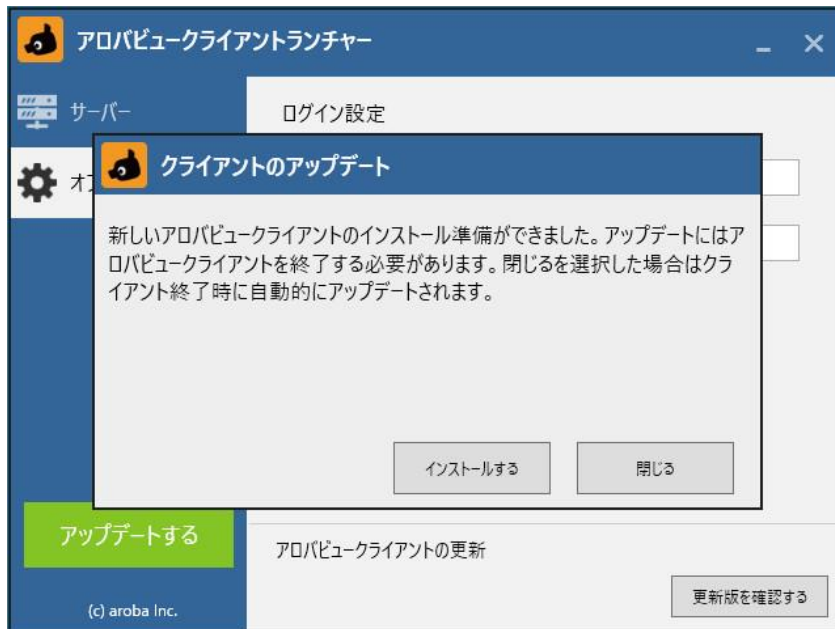 アロバビュークライアントランチャー
サーバー
ログイン設定
クライアントのアップデート
新しいアロバビュークライアントのインストール準備ができました。アップデートにはア
ロバビュークライアントを終了する必要があります。閉じるを選択した場合はクラ
イアント終了時に自動的にアップデートされます。
インストールする
閉じる
アップデートする
アロバビュークライアントの更新
更新版を確認する
(c) aroba Inc.